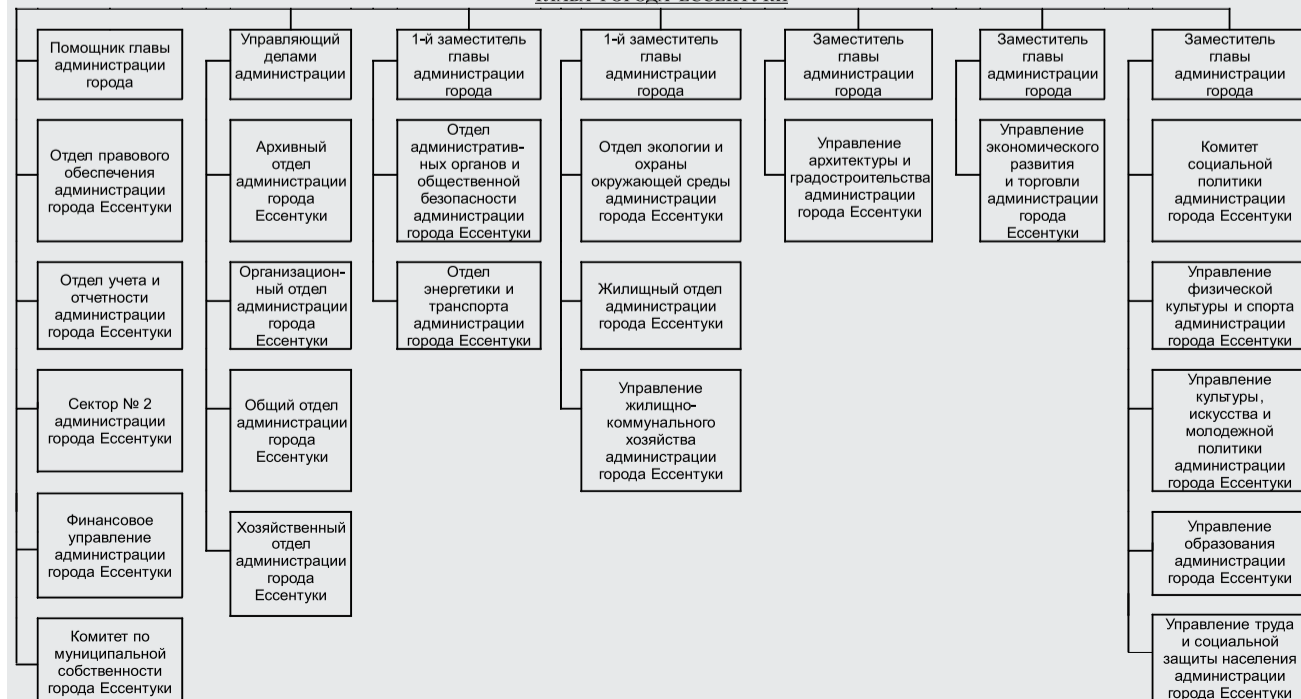 Помощник главы
администрации
города
Отдел правового
обеспечения
администрации
города Ессентуки
Отдел учета и
отчетности
администрации
города Ессентуки
Сектор № 2
администрации
города Ессентуки
Финансовое
управление
администрации
города Ессентуки
Комитет по
муниципальной
собственности
города Ессентуки
Управляющий
делами
администрации
Архивный
отдел
администрации
города
Ессентуки
Организацион-
ный отдел
администрации
города
Ессентуки
Общий отдел
администрации
города
Ессентуки
Хозяйственный
отдел
администрации
города
Ессентуки
1-й заместитель
главы
администрации
города
Отдел
административ-
ных органов и
общественной
безопасности
администрации
города Ессентуки
Отдел
энергетики и
транспорта
администрации
города Ессентуки
1-й заместитель
главы
администрации
города
Отдел экологии и
охраны
окружающей среды
администрации
города Ессентуки
Жилищный отдел
администрации
города Ессентуки
Управление
жилищно-
коммунального
хозяйства
администрации
города Ессентуки
Заместитель
главы
администрации
города
Управление
архитектуры и
градостроительства
администрации
города Ессентуки
Заместитель
главы
администрации
города
Управление
экономического
развития
и торговли
администрации
города
Ессентуки
Заместитель
главы
администрации
города
Комитет
социальной
политики
администрации
города Ессентуки
Управление
физической
культуры и спорта
администрации
города Ессентуки
Управление
культуры,
искусства и
молодежной
политики
администрации
города Ессентуки
Управление
образования
администрации
города Ессентуки
Управление труда
и социальной
защиты населения
администрации
города Ессентуки